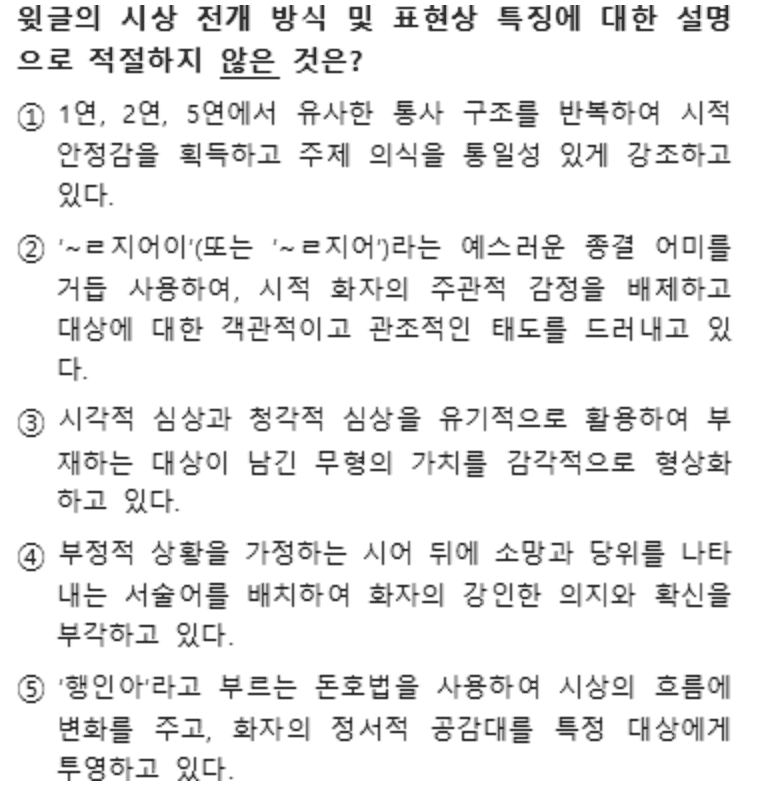 윗글의 시상 전개 방식 및 표현상 특징에 대한 설명
으로 적절하지 않은 것은?
① 1연, 2연, 5연에서 유사한 통사 구조를 반복하여 시적
안정감을 획득하고 주제 의식을 통일성 있게 강조하고
있다.
② '~ㄹ지어이'(또는 '~ㄹ지어')라는 예스러운 종결 어미를
거듭 사용하여, 시적 화자의 주관적 감정을 배제하고
대상에 대한 객관적이고 관조적인 태도를 드러내고 있
다.
③ 시각적 심상과 청각적 심상을 유기적으로 활용하여 부
재하는 대상이 남긴 무형의 가치를 감각적으로 형상화
하고 있다.
④ 부정적 상황을 가정하는 시어 뒤에 소망과 당위를 나타
내는 서술어를 배치하여 화자의 강인한 의지와 확신을
부각하고 있다.
⑤ '행인아'라고 부르는 돈호법을 사용하여 시상의 흐름에
변화를 주고, 화자의 정서적 공감대를 특정 대상에게
투영하고 있다.